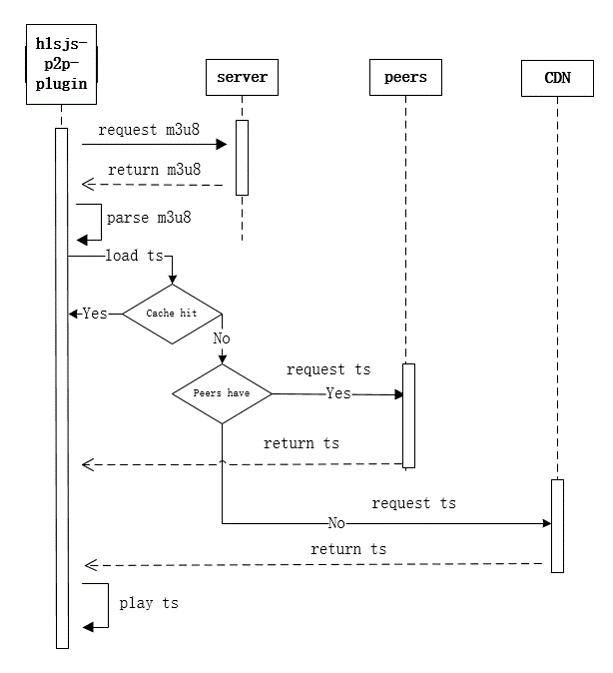 hlsjs-
p2p-
plugin
server
peers
CDN
request m3u8
return m3u8
parse m3u8
load ts
Cache hit
Yes
No
request ts
Peers have
Yes
return ts
request ts
No
return ts
play ts